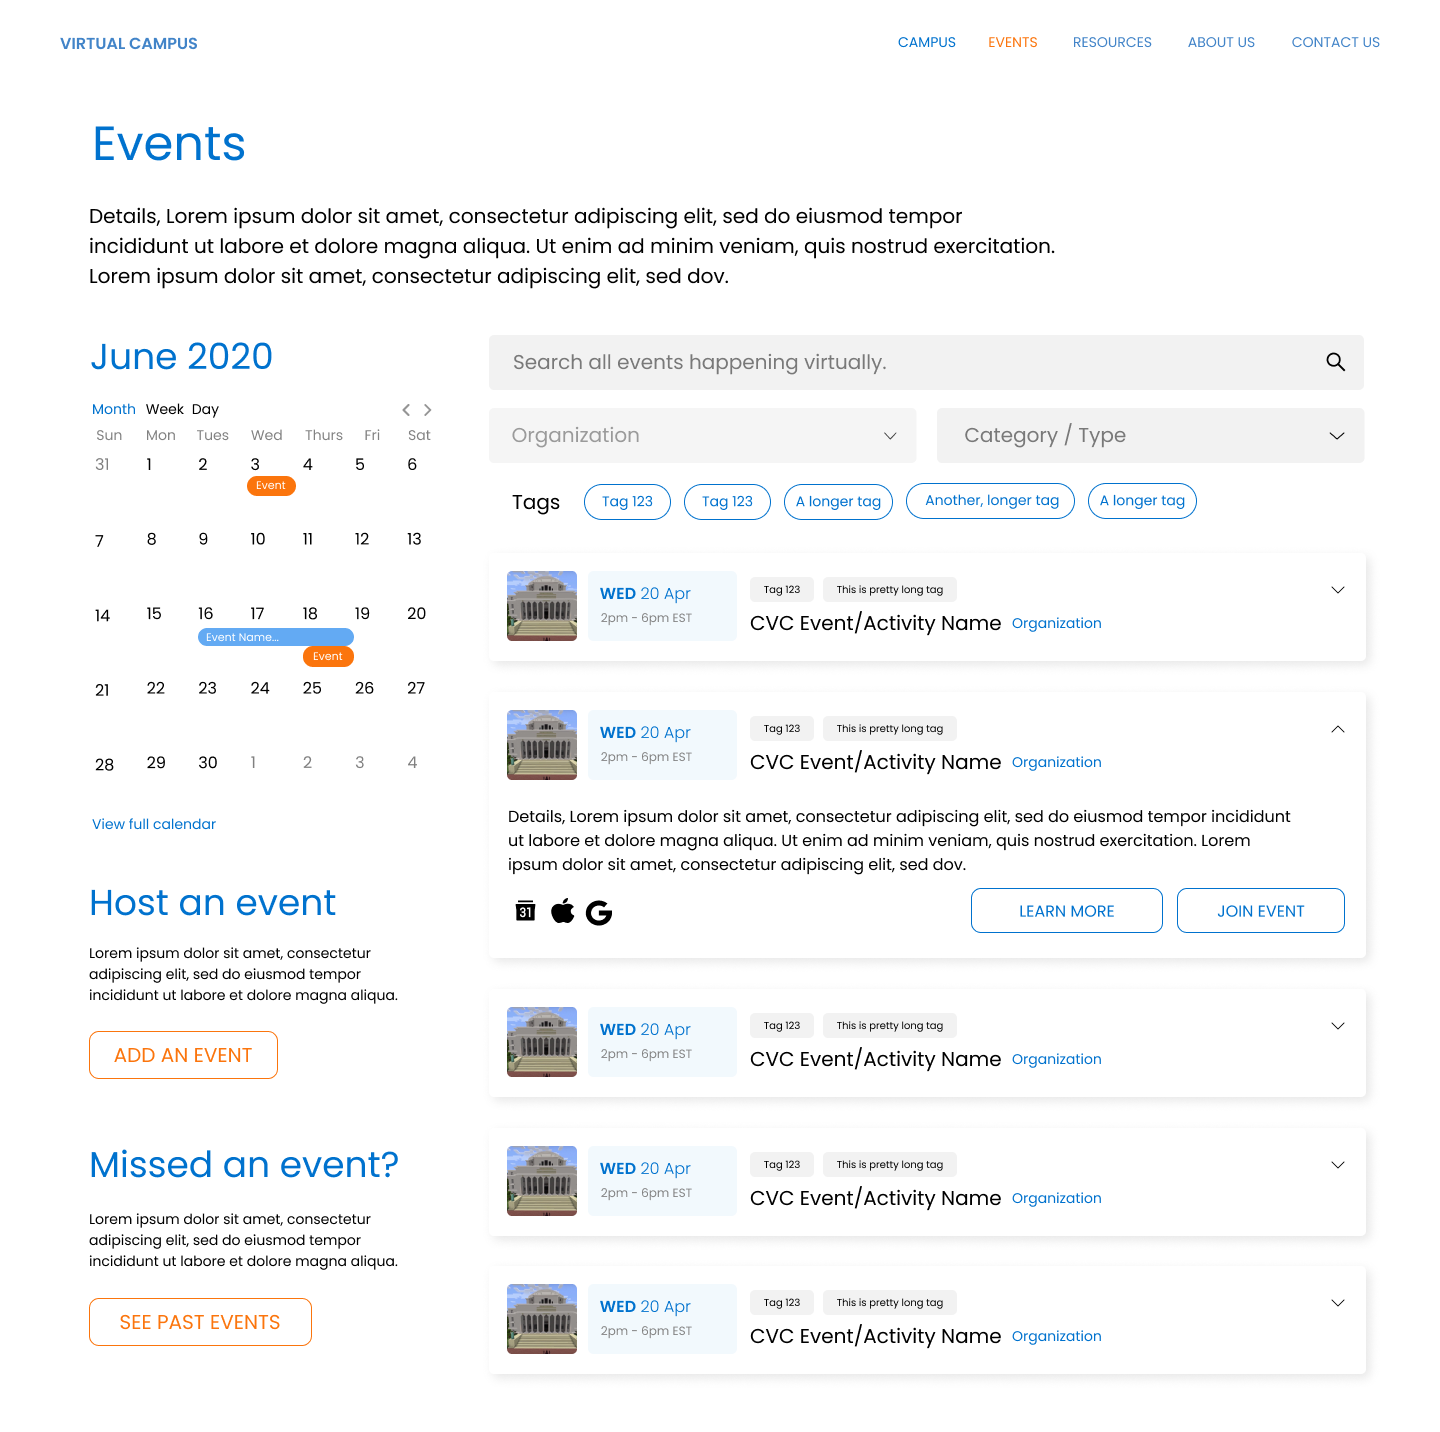 VIRTUAL CAMPUS
CAMPUS EVENTS RESOURCES ABOUT US CONTACT US
Events
Details, Lorem ipsum dolor sit amet, consectetur adipiscing elit, sed do eiusmod tempor
incididunt ut labore et dolore magna aliqua. Ut enim ad minim veniam, quis nostrud exercitation.
Lorem ipsum dolor sit amet, consectetur adipiscing elit, sed dov.
June 2020
Month Week Day
Sun Mon Tues Wed Thurs Fri Sat
31 1 2 3 4 5 6
Event
7 8 9 10 11 12 13
14 15 16 17 18 19 20
Event Name...
Event
21 22 23 24 25 26 27
28 29 30 1 2 3 4
View full calendar
Host an event
Lorem ipsum dolor sit amet, consectetur
adipiscing elit, sed do eiusmod tempor
incididunt ut labore et dolore magna aliqua.
ADD AN EVENT
Missed an event?
Lorem ipsum dolor sit amet, consectetur
adipiscing elit, sed do eiusmod tempor
incididunt ut labore et dolore magna aliqua.
SEE PAST EVENTS
Search all events happening virtually.
Organization
Category / Type
Tags Tag 123 Tag 123 A longer tag Another, longer tag A longer tag
WED 20 Apr
2pm - 6pm EST
Tag 123 This is pretty long tag
CVC Event/Activity Name Organization
WED 20 Apr
2pm - 6pm EST
Tag 123 This is pretty long tag
CVC Event/Activity Name Organization
Details, Lorem ipsum dolor sit amet, consectetur adipiscing elit, sed do eiusmod tempor incididunt
ut labore et dolore magna aliqua. Ut enim ad minim veniam, quis nostrud exercitation. Lorem
ipsum dolor sit amet, consectetur adipiscing elit, sed dov.
31 G
LEARN MORE JOIN EVENT
WED 20 Apr
2pm - 6pm EST
Tag 123 This is pretty long tag
CVC Event/Activity Name Organization
WED 20 Apr
2pm - 6pm EST
Tag 123 This is pretty long tag
CVC Event/Activity Name Organization
WED 20 Apr
2pm - 6pm EST
Tag 123 This is pretty long tag
CVC Event/Activity Name Organization